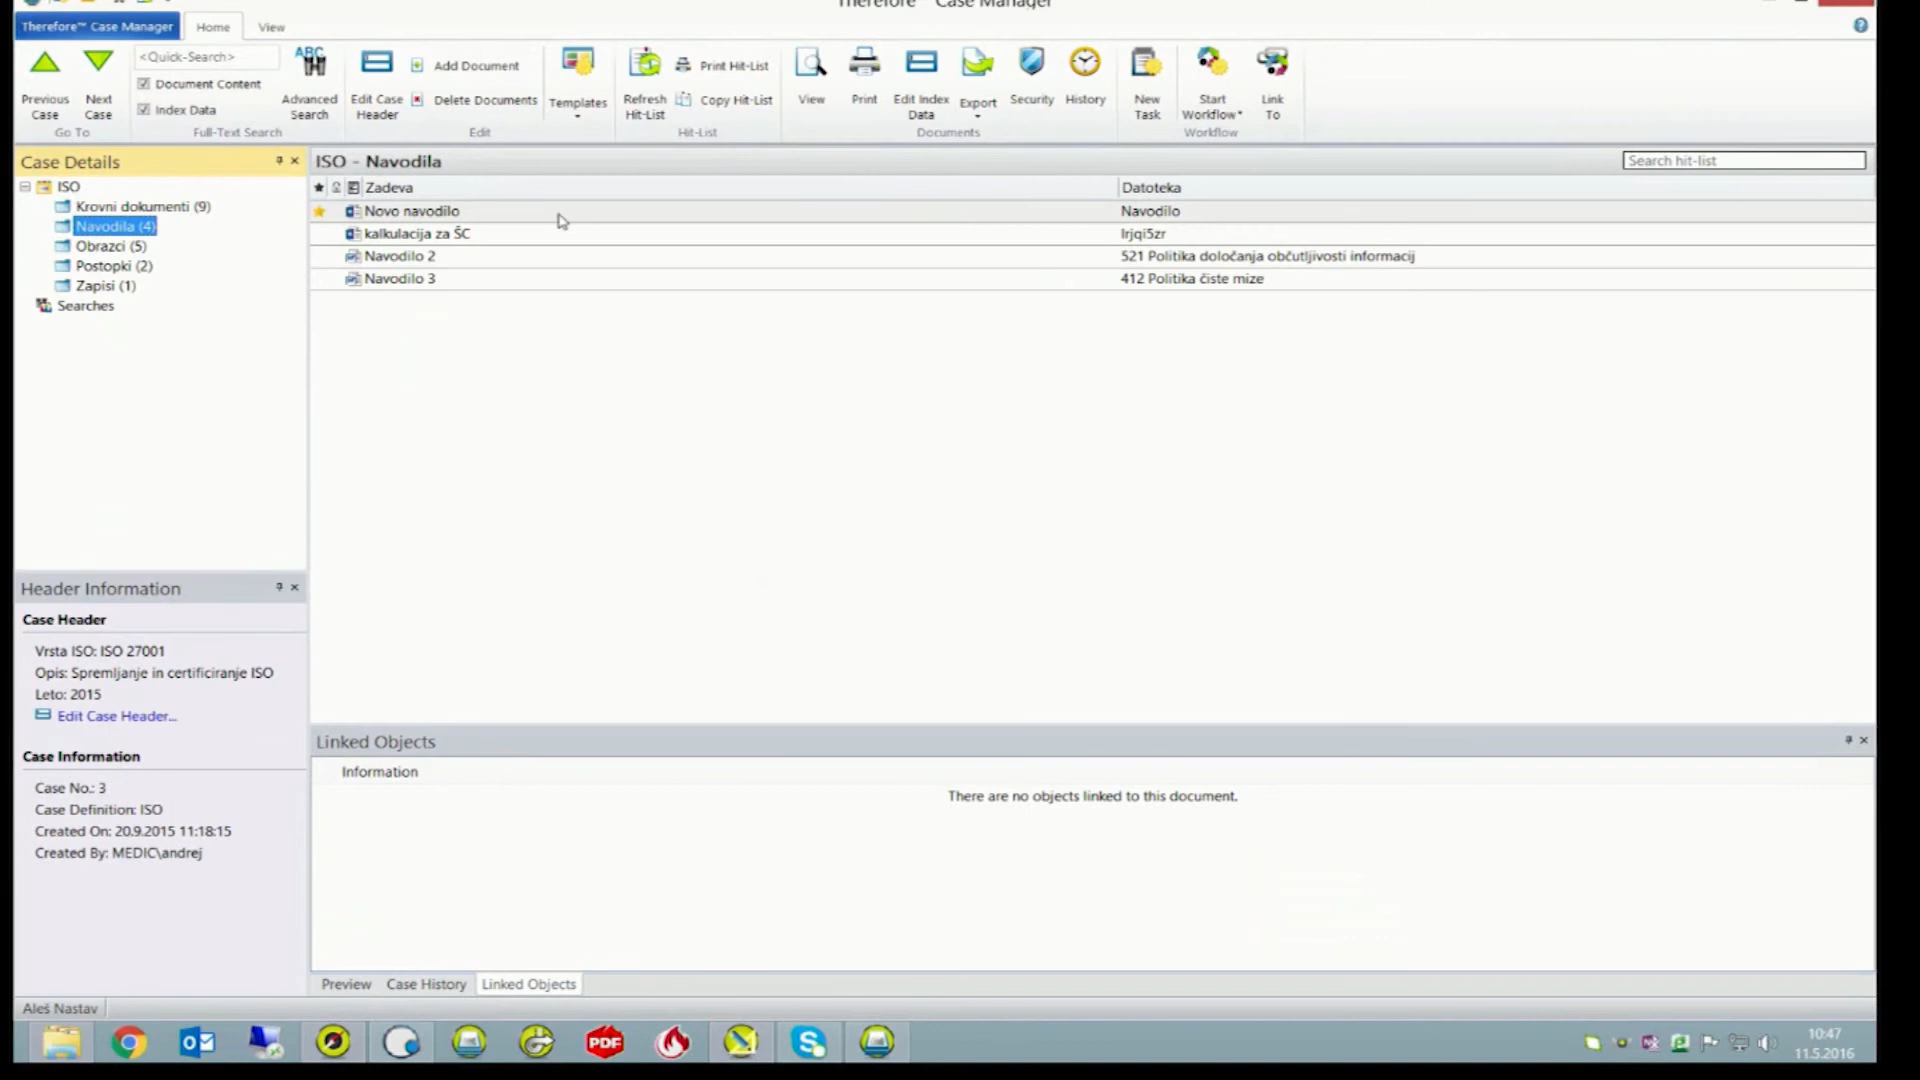 Therefore™ Case Manager
Therefore™ Case Manager Home View
<Quick-Search>
Document Content
Index Data
Previous Case
Next Case
Go To
Full-Text Search
Advanced Search
Edit Case Header
Add Document
Delete Documents
Edit
Templates
Refresh Hit-List
Print Hit-List
Copy Hit-List
Hit-List
View
Print
Edit Index Data
Export
Security
History
Documents
New Task
Start Workflow
Link To
Workflow
Case Details
ISO
Krovni dokumenti (9)
Navodila (4)
Obrazci (5)
Postopki (2)
Zapisi (1)
Searches
ISO - Navodila
Search hit-list
Zadeva Datoteka
Novo navodilo Navodilo
kalkulacija za ŠC lrjqi5zr
Navodilo 2 521 Politika določanja občutljivosti informacij
Navodilo 3 412 Politika čiste mize
Header Information
Case Header
Vrsta ISO: ISO 27001
Opis: Spremljanje in certificiranje ISO
Leto: 2015
Edit Case Header...
Case Information
Case No.: 3
Case Definition: ISO
Created On: 20.9.2015 11:18:15
Created By: MEDIC\andrej
Linked Objects
Information
There are no objects linked to this document.
Preview Case History Linked Objects
Aleš Nastav
PDF
10:47
11.5.2016